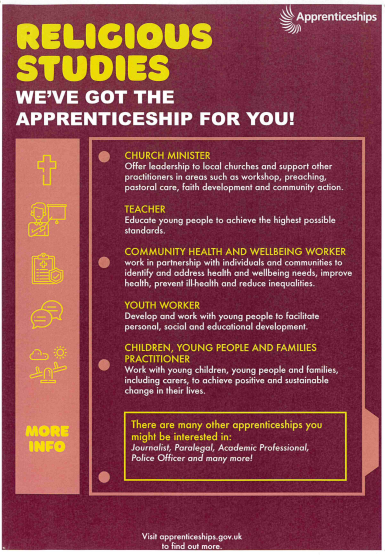 Apprenticeships
RELIGIOUS
STUDIES
WE'VE GOT THE
APPRENTICESHIP FOR YOU!
CHURCH MINISTER
Offer leadership to local churches and support other
practitioners in areas such as workshop, preaching,
pastoral care, faith development and community action.
TEACHER
Educate young people to achieve the highest possible
standards.
COMMUNITY HEALTH AND WELLBEING WORKER
work in partnership with individuals and communities to
identify and address health and wellbeing needs, improve
health, prevent ill-health and reduce inequalities.
YOUTH WORKER
Develop and work with young people to facilitate
personal, social and educational development.
CHILDREN, YOUNG PEOPLE AND FAMILIES
PRACTITIONER
Work with young children, young people and families,
including carers, to achieve positive and sustainable
change in their lives.
MORE
INFO
There are many other apprenticeships you
might be interested in:
Journalist, Paralegal, Academic Professional,
Police Officer and many more!
Visit apprenticeships.gov.uk
to find out more.